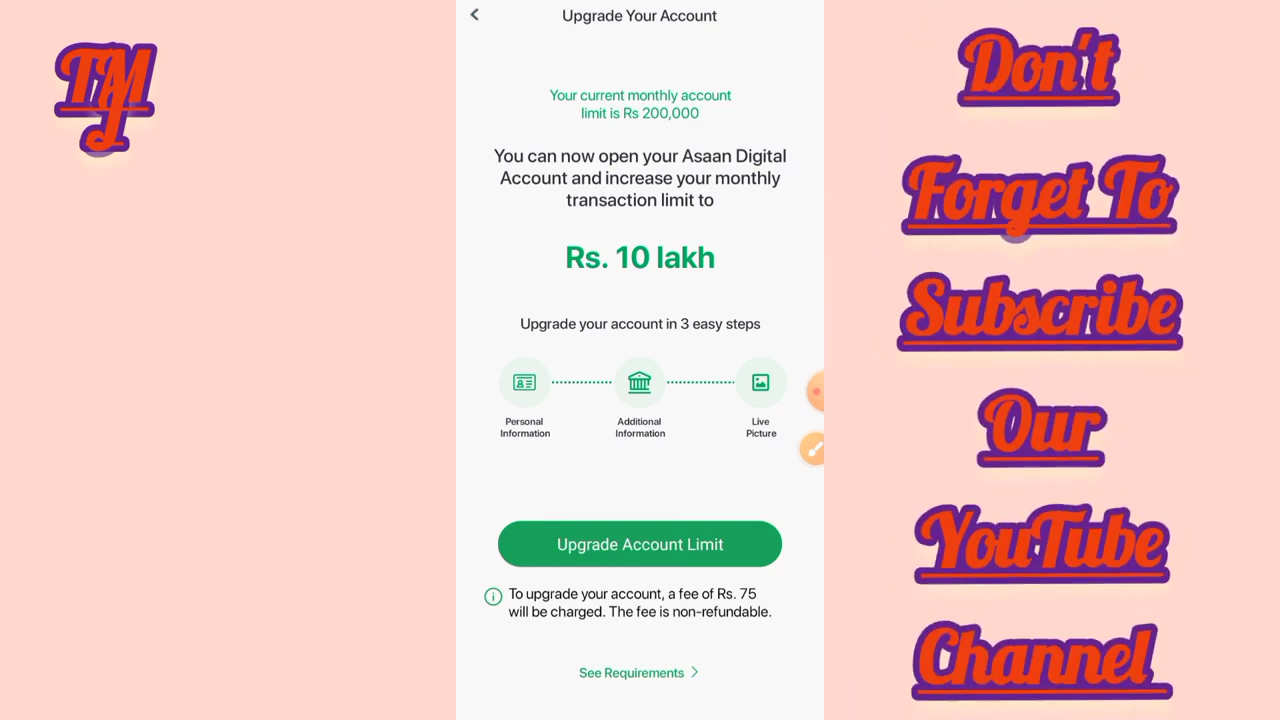 TMJ
Upgrade Your Account
Your current monthly account
limit is Rs 200,000
You can now open your Asaan Digital
Account and increase your monthly
transaction limit to
Rs. 10 lakh
Upgrade your account in 3 easy steps
Personal
Information
Additional
Information
Live
Picture
Upgrade Account Limit
To upgrade your account, a fee of Rs. 75
will be charged. The fee is non-refundable.
See Requirements
Don't
Forget To
Subscribe
Our
YouTube
Channel